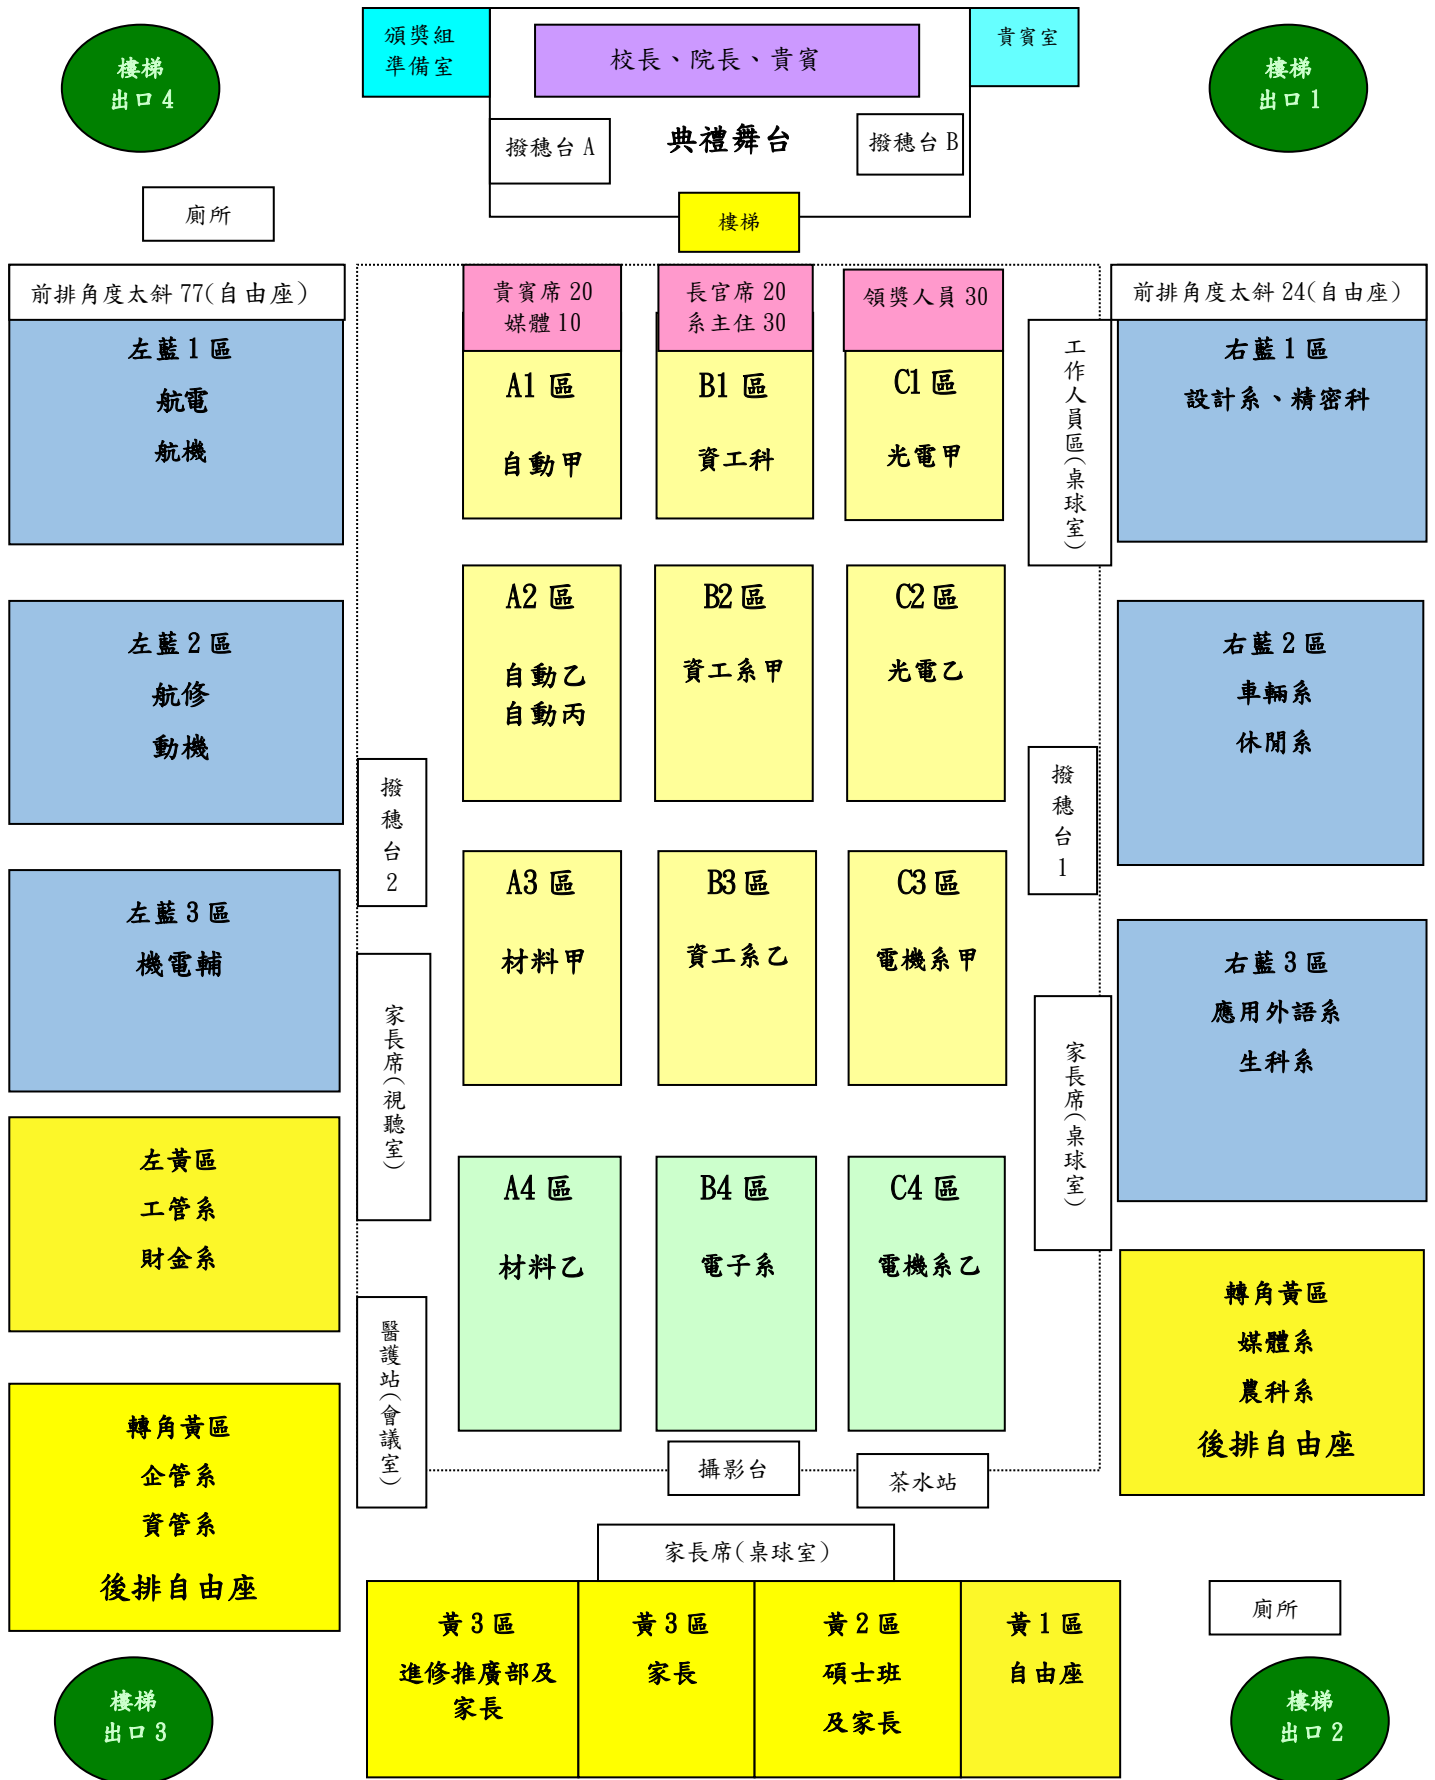 樓梯
出口 4
頒獎組
準備室
校長、院長、貴賓
貴賓室
樓梯
出口 1
撥穗台 A
典禮舞台
撥穗台 B
廁所
樓梯
前排角度太斜 77(自由座)
貴賓席 20
媒體 10
長官席 20
系主任 30
領獎人員 30
前排角度太斜 24(自由座)
左藍 1 區
航電
航機
A1 區
自動甲
B1 區
資工科
C1 區
光電甲
工作人員區(桌球室)
右藍 1 區
設計系、精密科
左藍 2 區
航修
動機
A2 區
自動乙
自動丙
B2 區
資工系甲
C2 區
光電乙
右藍 2 區
車輛系
休閒系
撥穗台 2
撥穗台 1
左藍 3 區
機電輔
A3 區
材料甲
B3 區
資工系乙
C3 區
電機系甲
右藍 3 區
應用外語系
生科系
家長席(視聽室)
家長席(桌球室)
左黃區
工管系
財金系
A4 區
材料乙
B4 區
電子系
C4 區
電機系乙
轉角黃區
媒體系
農科系
後排自由座
醫護站(會議室)
轉角黃區
企管系
資管系
後排自由座
攝影台
茶水站
家長席(桌球室)
黃 3 區
進修推廣部及
家長
黃 3 區
家長
黃 2 區
碩士班
及家長
黃 1 區
自由座
廁所
樓梯
出口 3
樓梯
出口 2